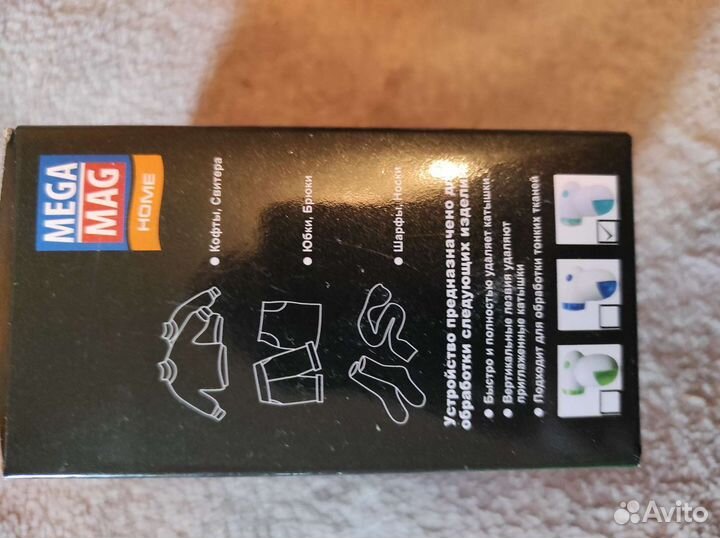 MEGA
MAG
HOME
● Кофты, Свитера
● Юбки, Брюки
● Шарфы, Носки
Устройство предназначено для
обработки следующих изделий
● Быстро и полностью удаляет катышки
● Вертикальные лезвия удаляют
приглаженные катышки
● Подходит для обработки тонких тканей
Avito